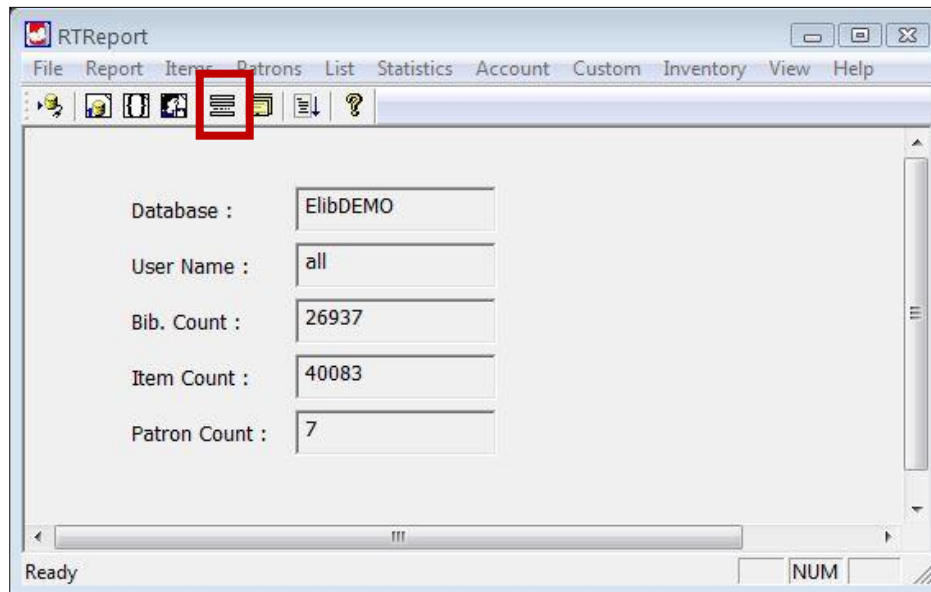 RTReport
File Report Items Patrons List Statistics Account Custom Inventory View Help
Database : ElibDEMO
User Name : all
Bib. Count : 26937
Item Count : 40083
Patron Count : 7
Ready NUM